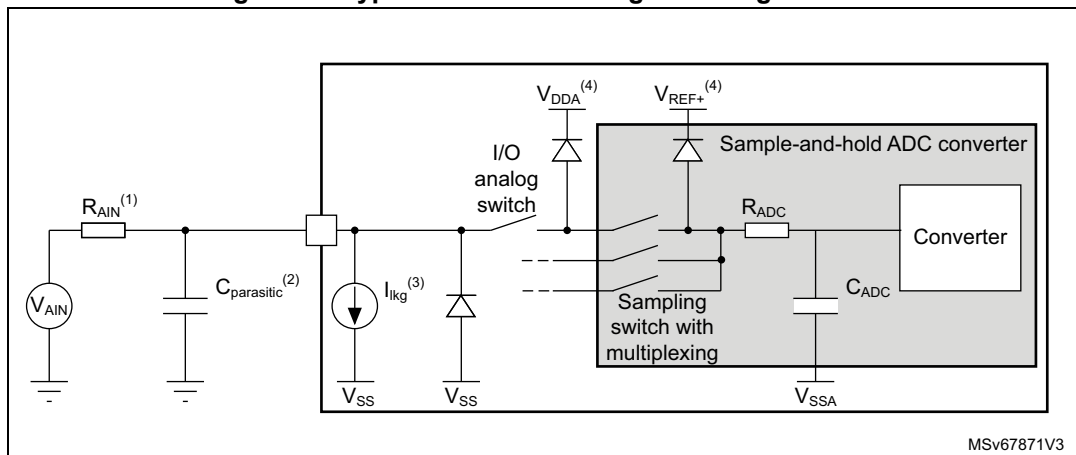 V_DDA^(4)
V_REF+^(4)
Sample-and-hold ADC converter
I/O
analog
switch
R_AIN^(1)
R_ADC
Converter
V_AIN
C_parasitic^(2)
I_lkg^(3)
C_ADC
Sampling
switch with
multiplexing
V_SS
V_SS
V_SSA
MSv67871V3